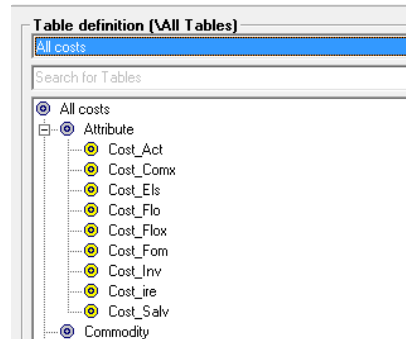 Table definition (\All Tables)
All costs
Search for Tables
All costs
Attribute
Cost_Act
Cost_Comx
Cost_Els
Cost_Flo
Cost_Flox
Cost_Fom
Cost_Inv
Cost_ire
Cost_Salv
Commodity